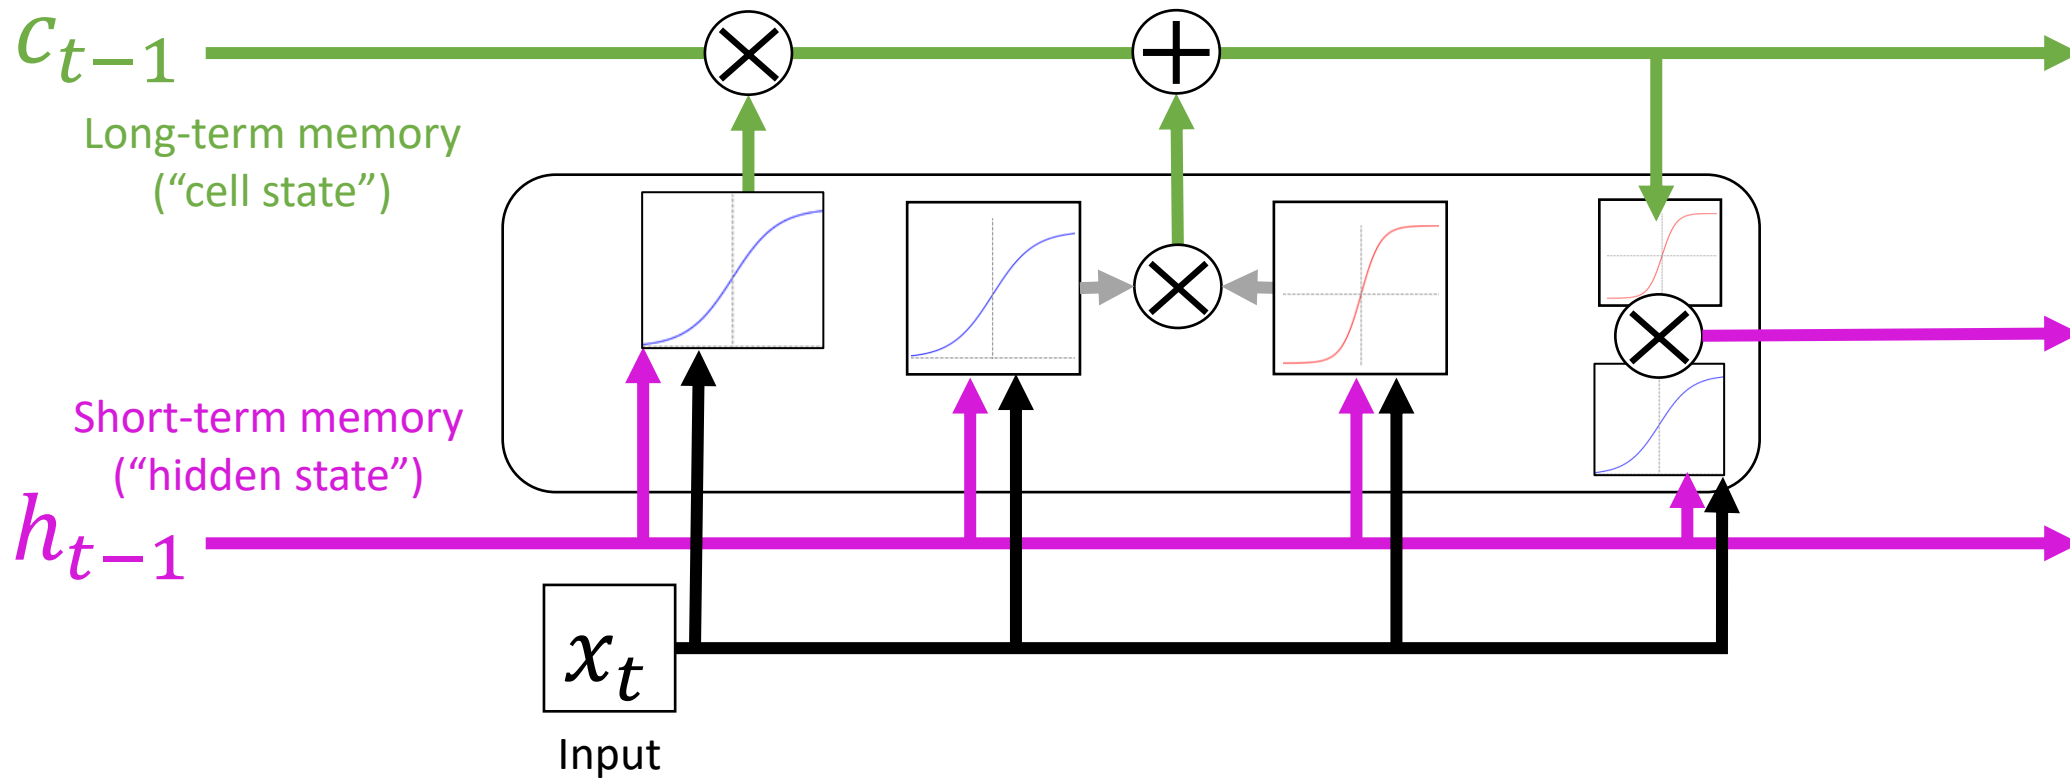 c_{t−1}
Long-term memory
(“cell state”)
Short-term memory
(“hidden state”)
h_{t−1}
x_t
Input